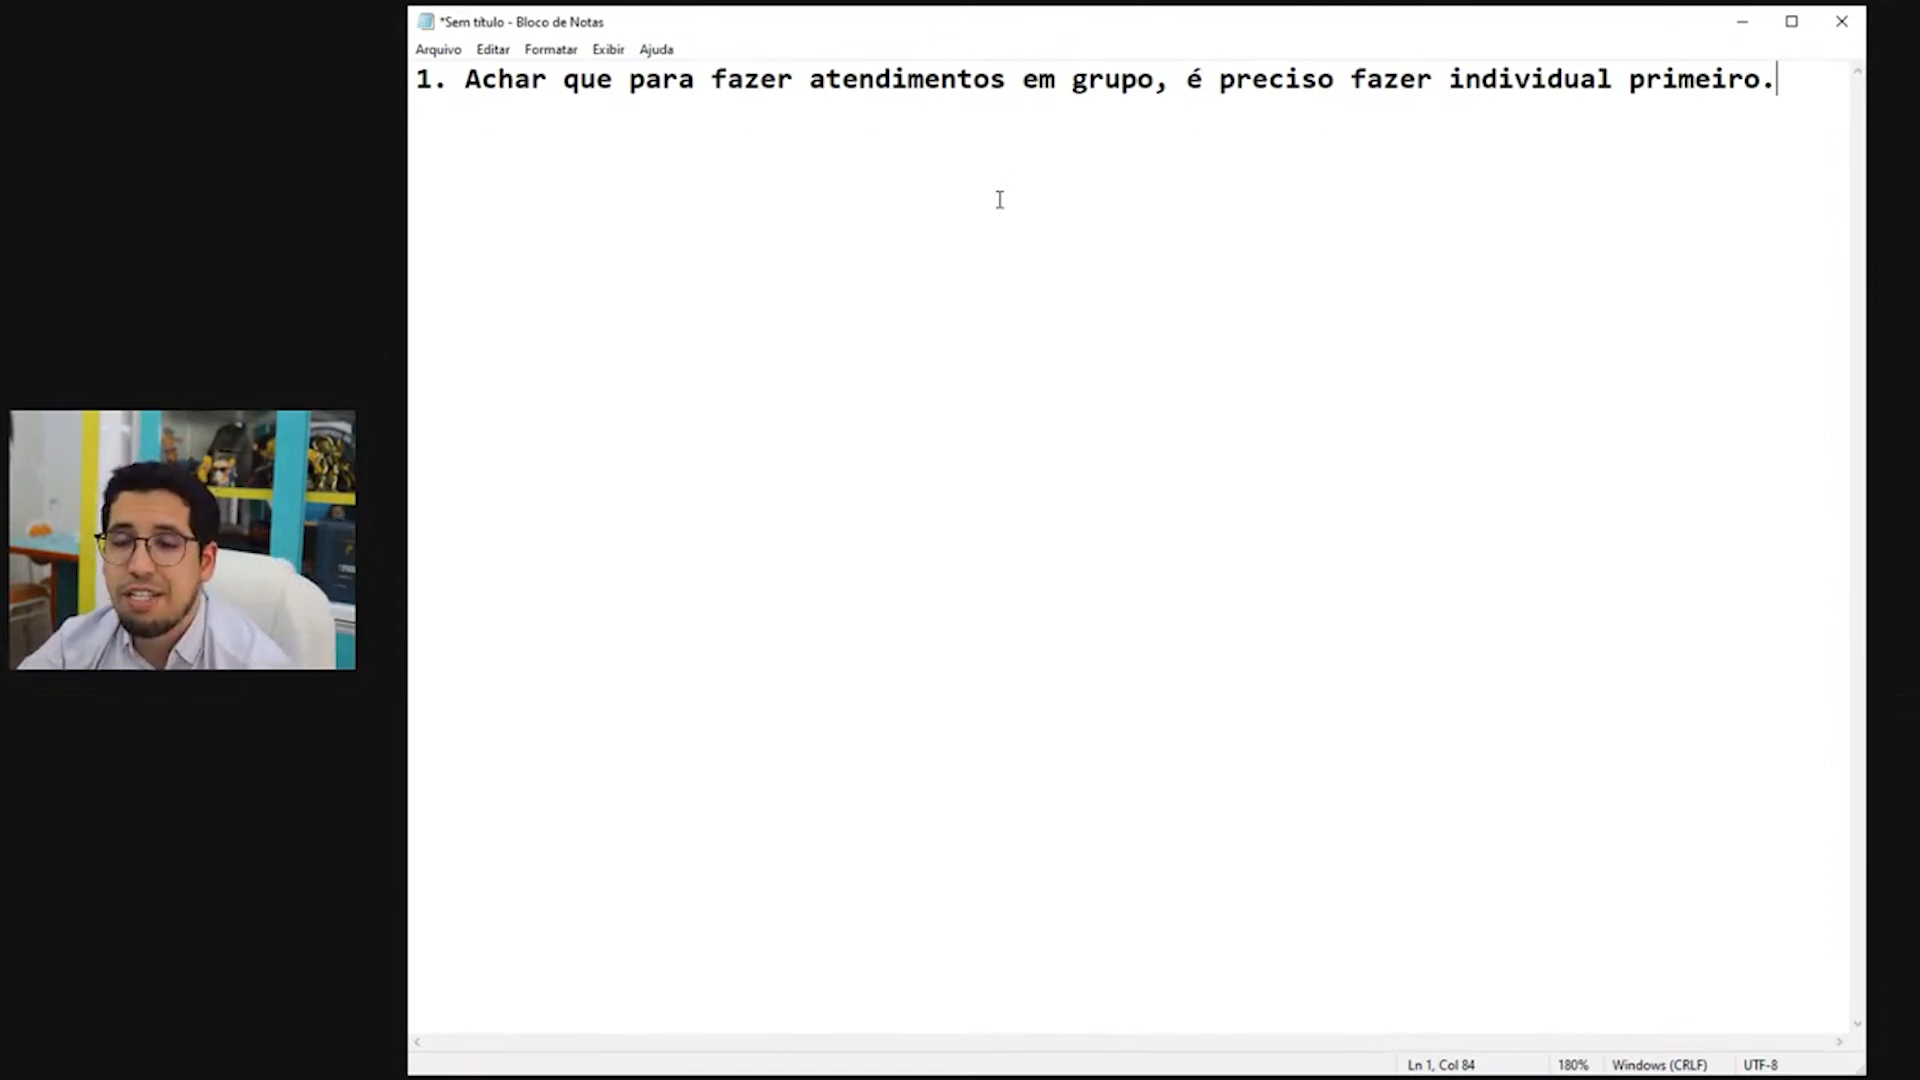 *Sem título - Bloco de Notas
Arquivo Editar Formatar Exibir Ajuda
1. Achar que para fazer atendimentos em grupo, é preciso fazer individual primeiro.
Ln 1, Col 84 180% Windows (CRLF) UTF-8